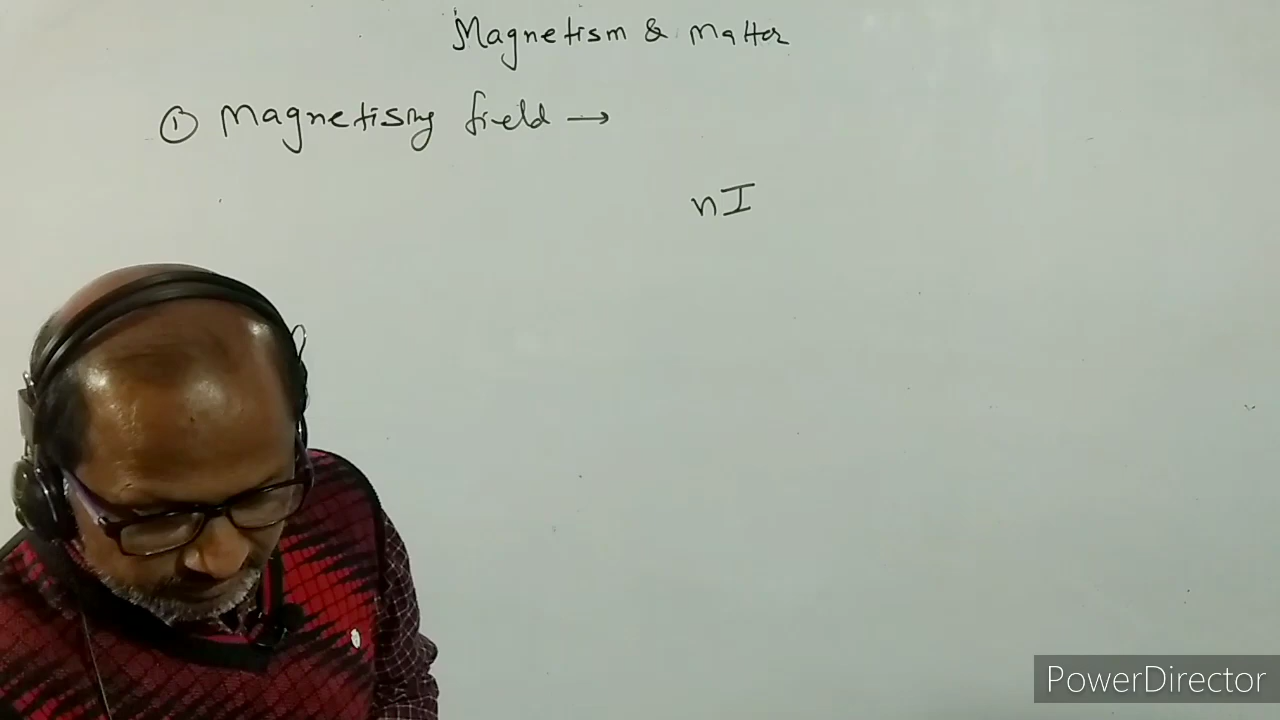 Magnetism & Matter
① Magnetising field →
nI
PowerDirector